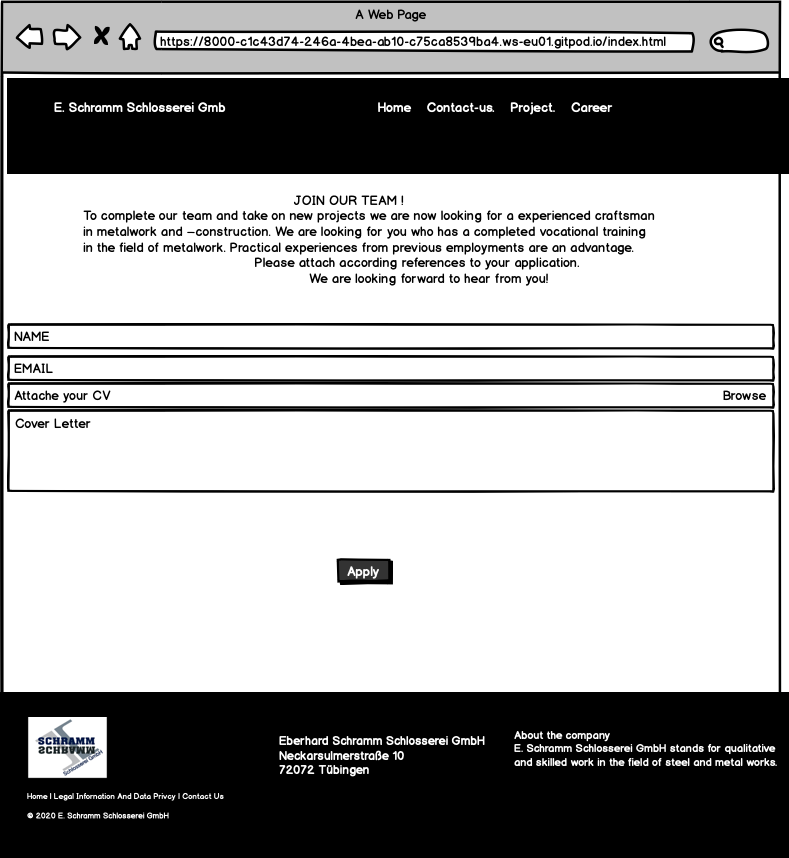 A Web Page
https://8000-c1c43d74-246a-4bea-ab10-c75ca8539ba4.ws-eu01.gitpod.io/index.html
E. Schramm Schlosserei Gmb
Home Contact-us. Project. Career
JOIN OUR TEAM !
To complete our team and take on new projects we are now looking for a experienced craftsman
in metalwork and –construction. We are looking for you who has a completed vocational training
in the field of metalwork. Practical experiences from previous employments are an advantage.
Please attach according references to your application.
We are looking forward to hear from you!
NAME
EMAIL
Attache your CV Browse
Cover Letter
Apply
SCHRAMM
SCHRAMM
Schlosserei GmbH
Eberhard Schramm Schlosserei GmbH
Neckarsulmerstraße 10
72072 Tübingen
About the company
E. Schramm Schlosserei GmbH stands for qualitative
and skilled work in the field of steel and metal works.
Home | Legal Infornation And Data Privcy | Contact Us
© 2020 E. Schramm Schlosserei GmbH